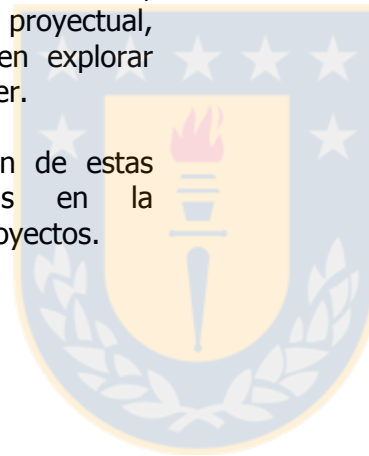 proyectual,
en explorar
er.
n de estas
s en la
oyectos.